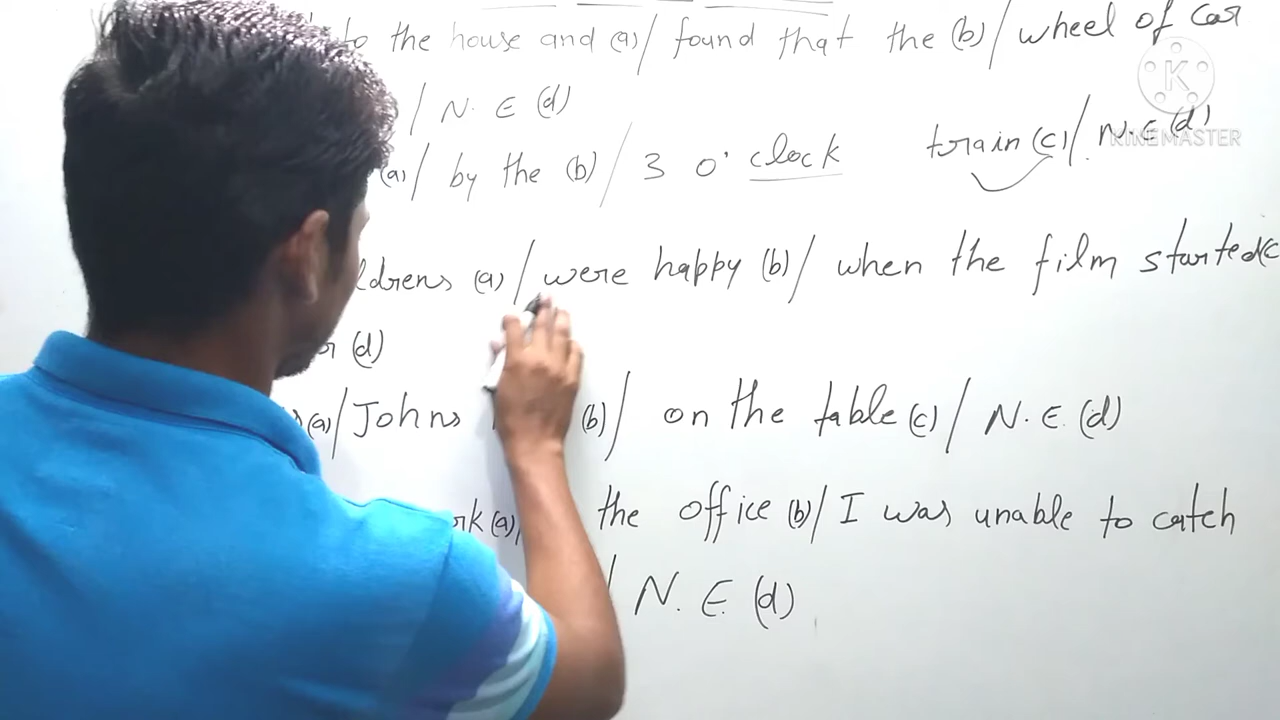 to the house and (a)/ found that the (b)/ wheel of car
/ N. E (d)
(a)/ by the (b)/ 3 o' clock train (c)/ N.E (d)
ldrens (a)/ were happy (b)/ when the film started (c
(d)
(a)/ Johns (b)/ on the table (c)/ N.E. (d)
rk (a) the office (b)/ I was unable to catch
/ N. E. (d)
K
KINEMASTER